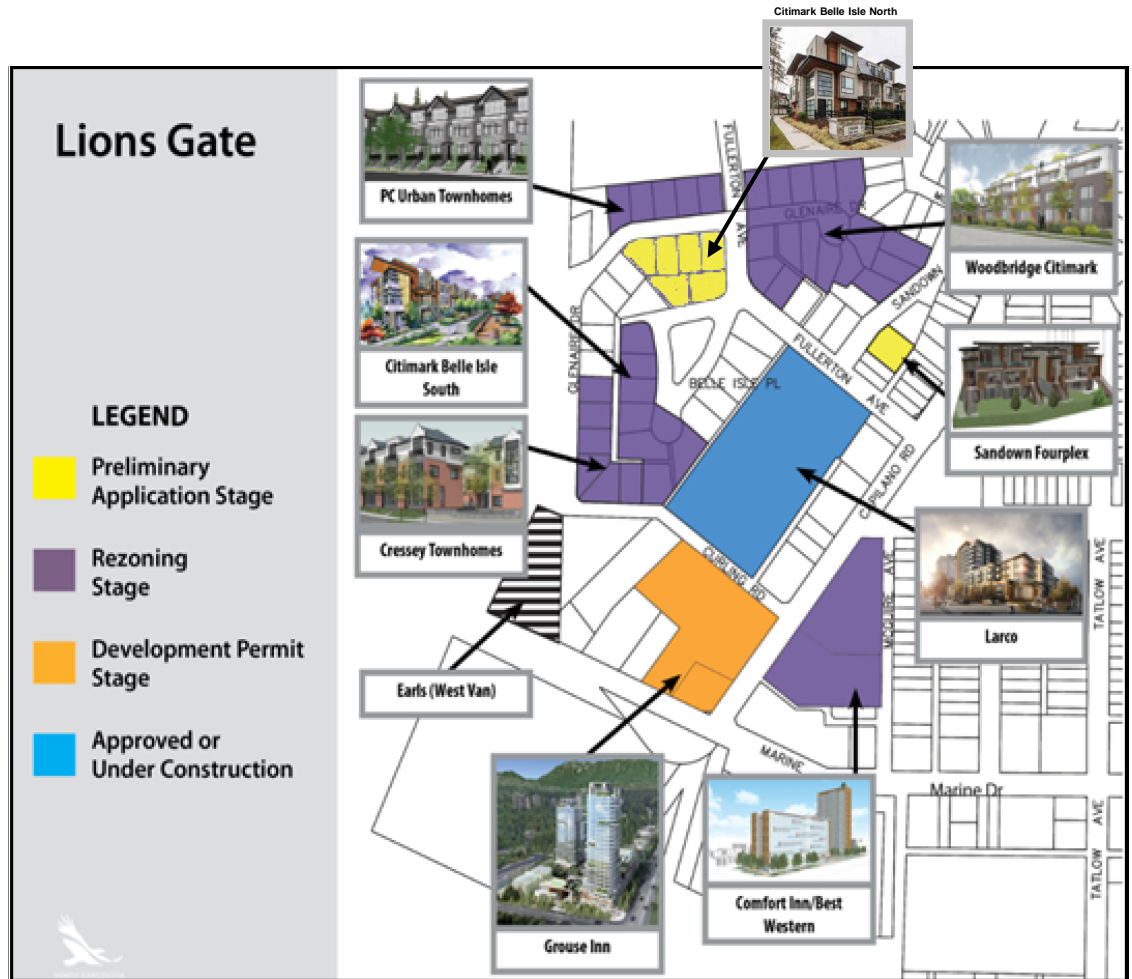 Citimark Belle Isle North
Lions Gate
PC Urban Townhomes
FULLERTON
AVE
GLENAIRE DR
Woodbridge Citimark
SANDOWN
Citimark Belle Isle
South
GLENAIRE DR
BELLE ISLE PL
FULLERTON
AVE
Sandown Fourplex
LEGEND
Preliminary
Application Stage
Rezoning
Stage
Development Permit
Stage
Approved or
Under Construction
Cressey Townhomes
CAPILANO RD
CURLING RD
MCGUIRE AVE
TATLOW AVE
Larco
Earls (West Van)
MARINE
Marine Dr
TATLOW AVE
Grouse Inn
Comfort Inn/Best
Western